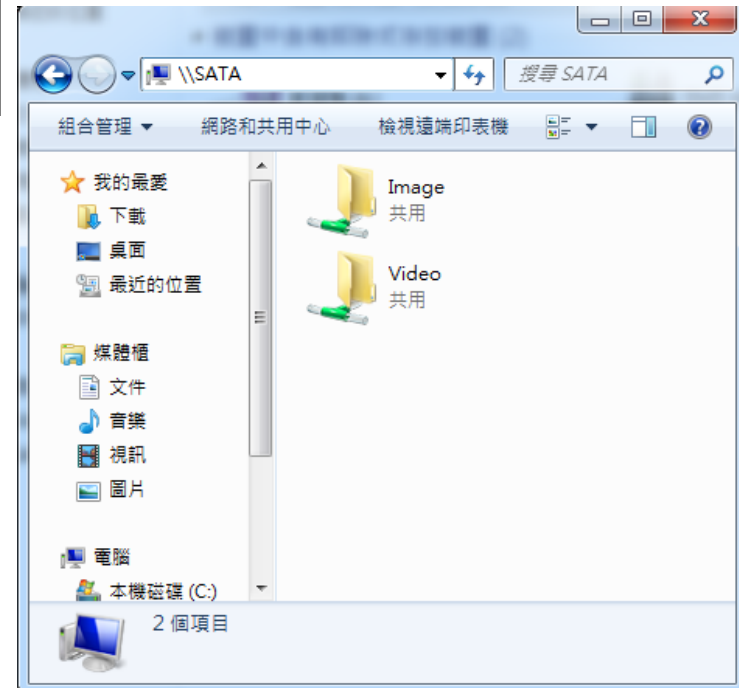 \\SATA
搜尋 SATA
組合管理 網路和共用中心 檢視遠端印表機
我的最愛
下載
桌面
最近的位置
媒體櫃
文件
音樂
視訊
圖片
電腦
本機磁碟 (C:)
Image
共用
Video
共用
2 個項目